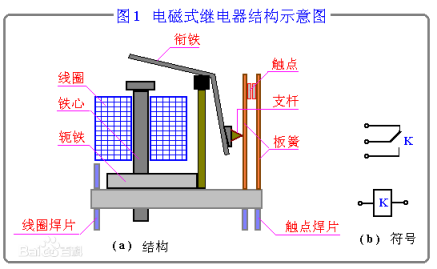 图1 电磁式继电器结构示意图
衔铁
线圈
触点
铁心
支杆
轭铁
板簧
K
K
线圈焊片
触点焊片
(a) 结构
(b) 符号
Baidu百科